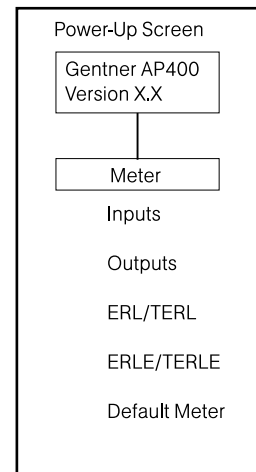 Power-Up Screen
Gentner AP400
Version X.X
Meter
Inputs
Outputs
ERL/TERL
ERLE/TERLE
Default Meter